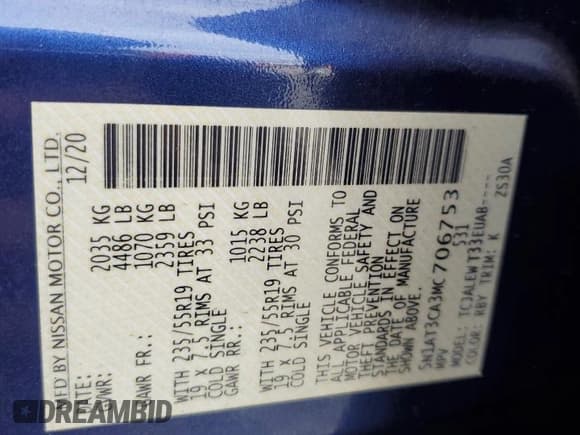 MFD BY NISSAN MOTOR CO., LTD.
DATE: 12/20
GVWR: 2035 KG
4486 LB
GAWR FR.: 1070 KG
2359 LB
WITH 235/55R19 TIRES
19 X 7.5 RIMS AT 33 PSI
COLD SINGLE
GAWR RR.: 1015 KG
2238 LB
WITH 235/55R19 TIRES
19 X 7.5 RIMS AT 30 PSI
COLD SINGLE
THIS VEHICLE CONFORMS TO
ALL APPLICABLE FEDERAL
MOTOR VEHICLE SAFETY AND
THEFT PREVENTION
STANDARDS IN EFFECT ON
THE DATE OF MANUFACTURE
SHOWN ABOVE.
5N1AT3CA3MC706753
MPV 531
MODEL: TC3ALEWT33EUAB----
COLOR: RBY TRIM: K ZS30A
DREAMBID